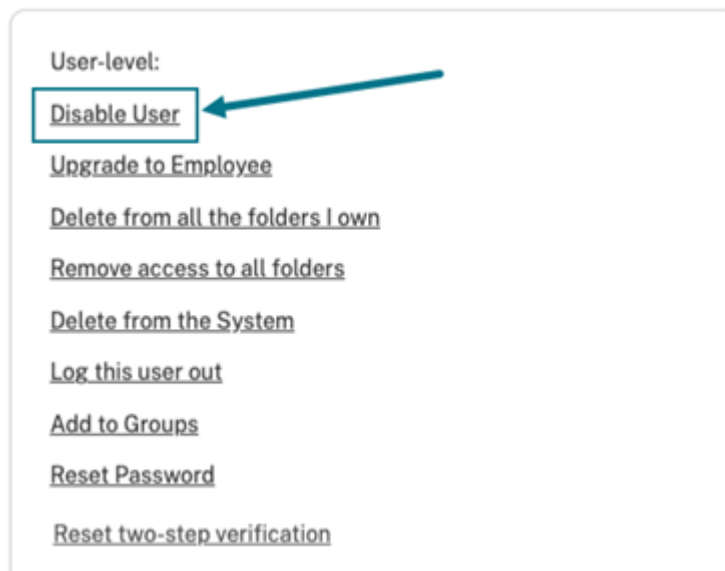 User-level:
Disable User
Upgrade to Employee
Delete from all the folders I own
Remove access to all folders
Delete from the System
Log this user out
Add to Groups
Reset Password
Reset two-step verification